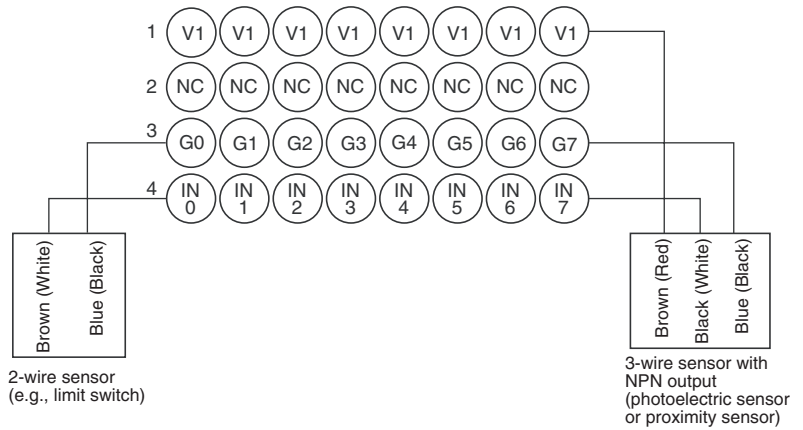 1 V1 V1 V1 V1 V1 V1 V1 V1
2 NC NC NC NC NC NC NC NC
3 G0 G1 G2 G3 G4 G5 G6 G7
4 IN 0 IN 1 IN 2 IN 3 IN 4 IN 5 IN 6 IN 7
Brown (White)
Blue (Black)
2-wire sensor
(e.g., limit switch)
Brown (Red)
Black (White)
Blue (Black)
3-wire sensor with
NPN output
(photoelectric sensor
or proximity sensor)